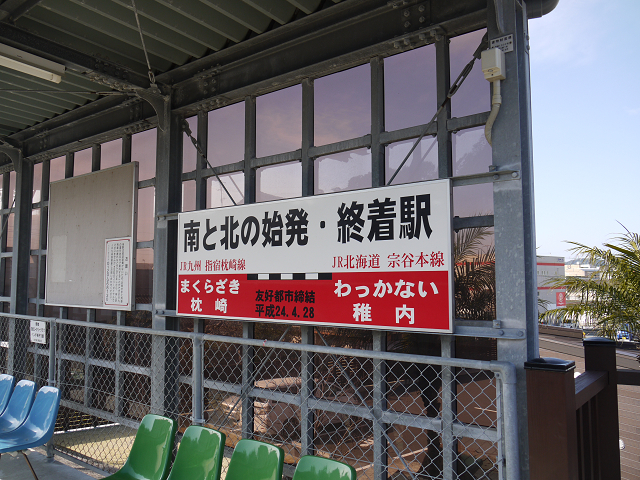 南と北の始発・終着駅
JR九州 指宿枕崎線
JR北海道 宗谷本線
まくらざき
枕崎
友好都市締結
平成24.4.28
わっかない
稚内